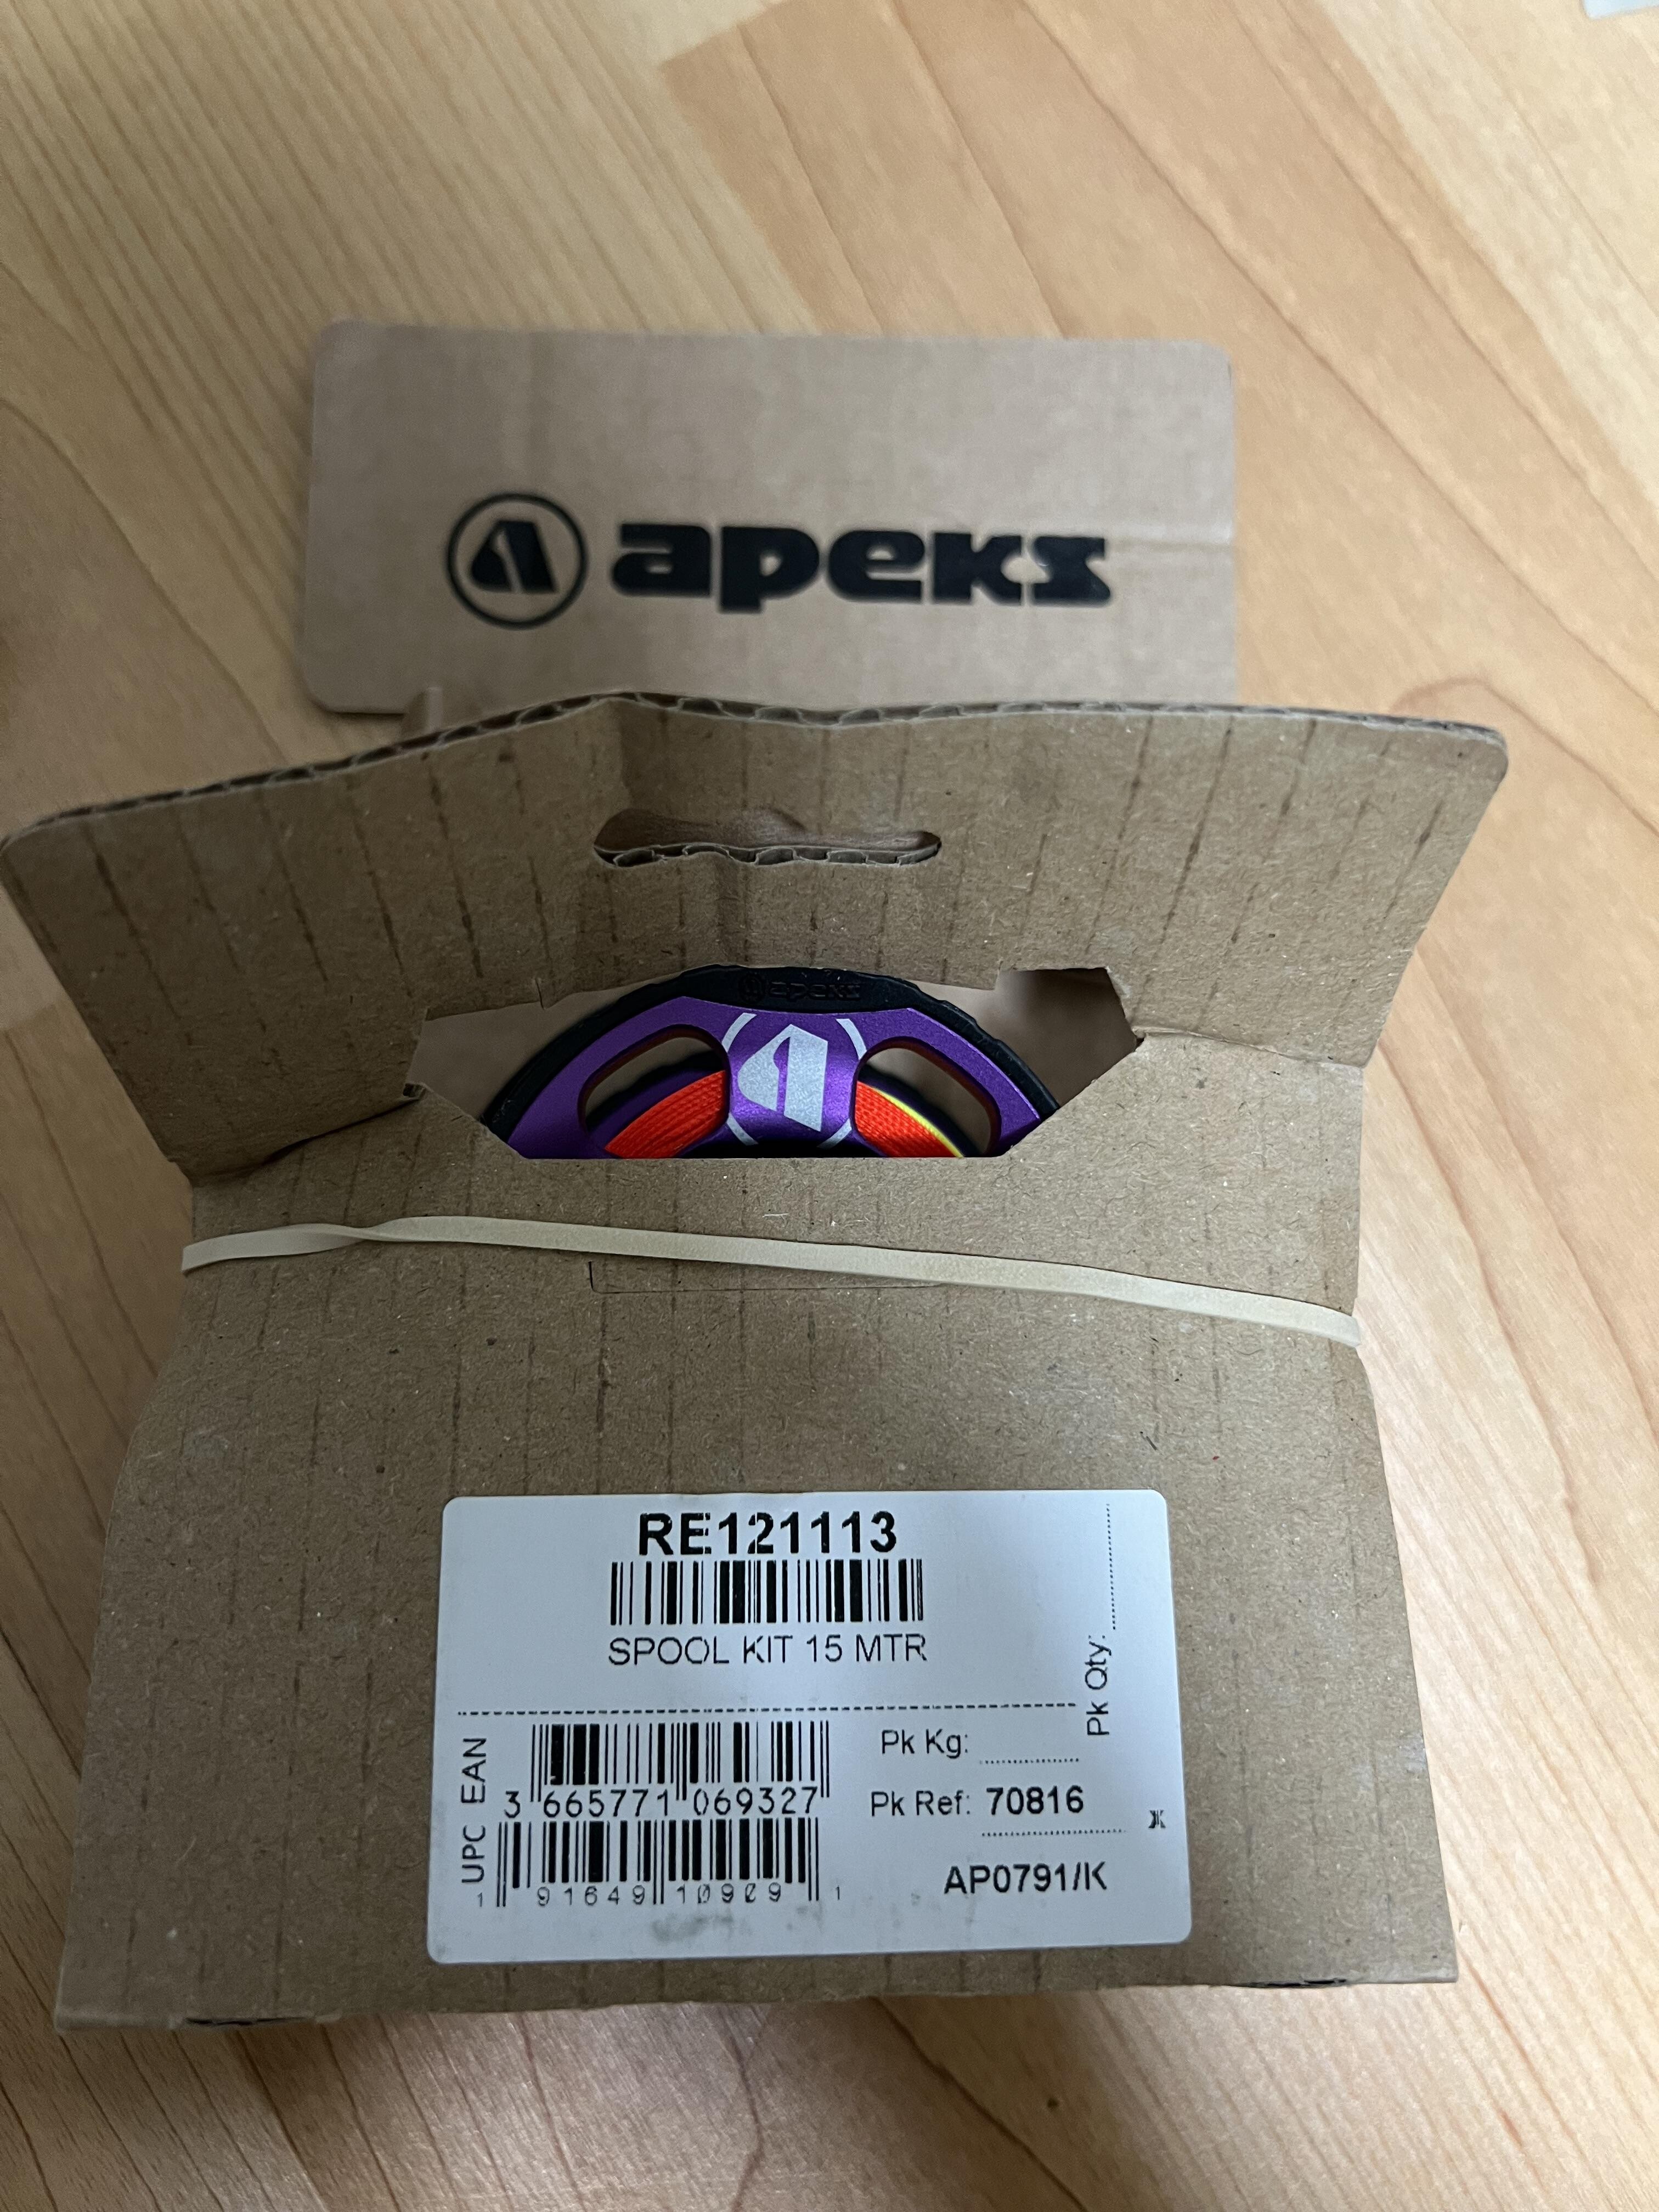 apeks
apeks
RE121113
SPOOL KIT 15 MTR
Pk Qty:
UPC EAN
3 665771 069327
1 91649 10909 1
Pk Kg:
Pk Ref: 70816
AP0791/K